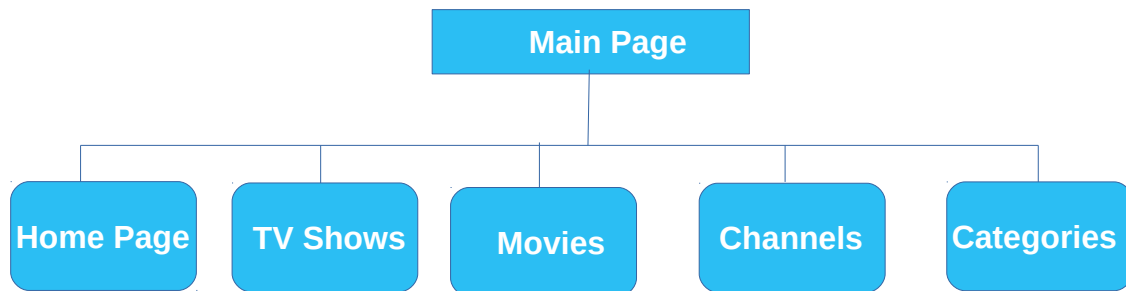 Main Page
Home Page
TV Shows
Movies
Channels
Categories